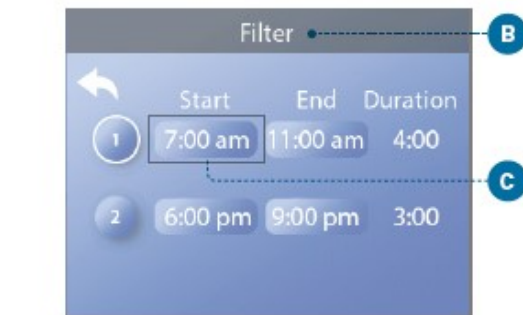 Filter B
Start End Duration
1 7:00 am 11:00 am 4:00
C
2 6:00 pm 9:00 pm 3:00